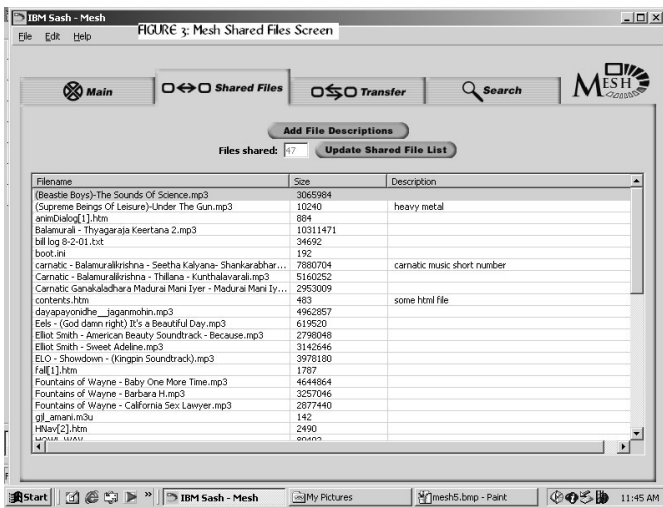 IBM Sash - Mesh
FIGURE 3: Mesh Shared Files Screen
File Edit Help
Main Shared Files Transfer Search MESH
Add File Descriptions
Files shared: 47 Update Shared File List
Filename Size Description
(Beastie Boys)-The Sounds Of Science.mp3 3065984
(Supreme Beings Of Leisure)-Under The Gun.mp3 10240 heavy metal
animDialog[1].htm 884
Balamurali - Thyagaraja Keertana 2.mp3 10311471
bill log 8-2-01.txt 34692
boot.ini 192
carnatic - Balamuralikrishna - Seetha Kalyana- Shankarabhar... 7880704 carnatic music short number
Carnatic - Balamuralikrishna - Thillana - Kunthalavarali.mp3 5160252
Carnatic Ganakaladhara Madurai Mani Iyer - Madurai Mani Iy... 2953009
contents.htm 483 some html file
dayapayonidhe__jaganmohin.mp3 4962857
Eels - (God damn right) It's a Beautiful Day.mp3 619520
Elliot Smith - American Beauty Soundtrack - Because.mp3 2798048
Elliot Smith - Sweet Adeline.mp3 3142646
ELO - Showdown - (Kingpin Soundtrack).mp3 3978180
fall[1].htm 1787
Fountains of Wayne - Baby One More Time.mp3 4644864
Fountains of Wayne - Barbara H.mp3 3257046
Fountains of Wayne - California Sex Lawyer.mp3 2877440
gjl_amani.m3u 142
HNav[2].htm 2490
Start » IBM Sash - Mesh My Pictures mesh5.bmp - Paint 11:45 AM